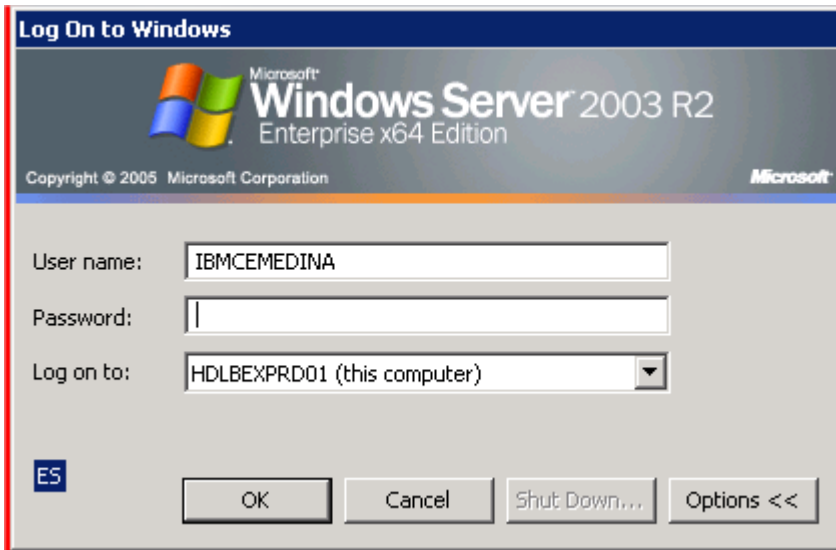 Log On to Windows
Microsoft
Windows Server 2003 R2
Enterprise x64 Edition
Copyright © 2005 Microsoft Corporation
Microsoft
User name: IBMCEMEDINA
Password:
Log on to: HDLBEXPRD01 (this computer)
ES
OK Cancel Shut Down... Options <<